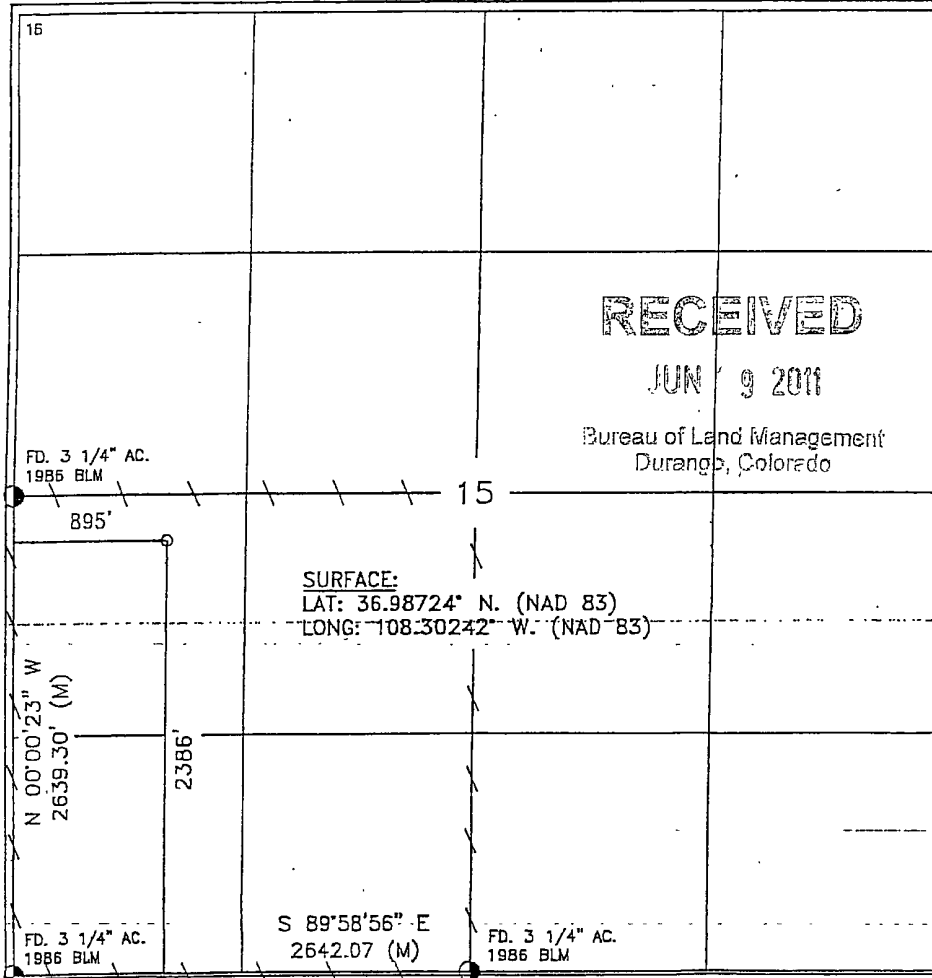 16
RECEIVED
JUN 9 2011
Bureau of Land Management
Durango, Colorado
FD. 3 1/4" AC.
1986 BLM
15
895'
SURFACE:
LAT: 36.98724° N. (NAD 83)
LONG: 108.30242° W. (NAD 83)
N 00°00'23" W
2639.30' (M)
2386'
S 89°58'56" E
2642.07 (M)
FD. 3 1/4" AC.
1986 BLM
FD. 3 1/4" AC.
1986 BLM